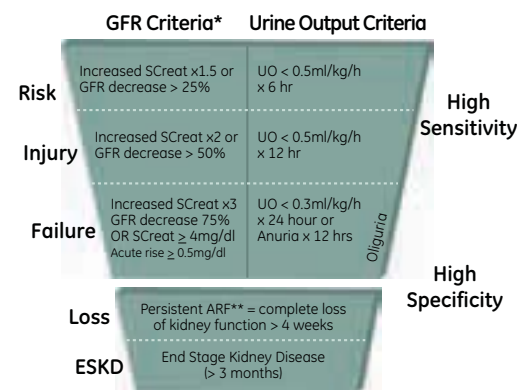 GFR Criteria* Urine Output Criteria
Risk
Increased SCreat x1.5 or
GFR decrease > 25%
UO < 0.5ml/kg/h
x 6 hr
High
Sensitivity
Injury
Increased SCreat x2 or
GFR decrease > 50%
UO < 0.5ml/kg/h
x 12 hr
Failure
Increased SCreat x3
GFR decrease 75%
OR SCreat ≥ 4mg/dl
Acute rise ≥ 0.5mg/dl
UO < 0.3ml/kg/h
x 24 hour or
Anuria x 12 hrs
Oliguria
High
Specificity
Loss
Persistent ARF** = complete loss
of kidney function > 4 weeks
ESKD
End Stage Kidney Disease
(> 3 months)